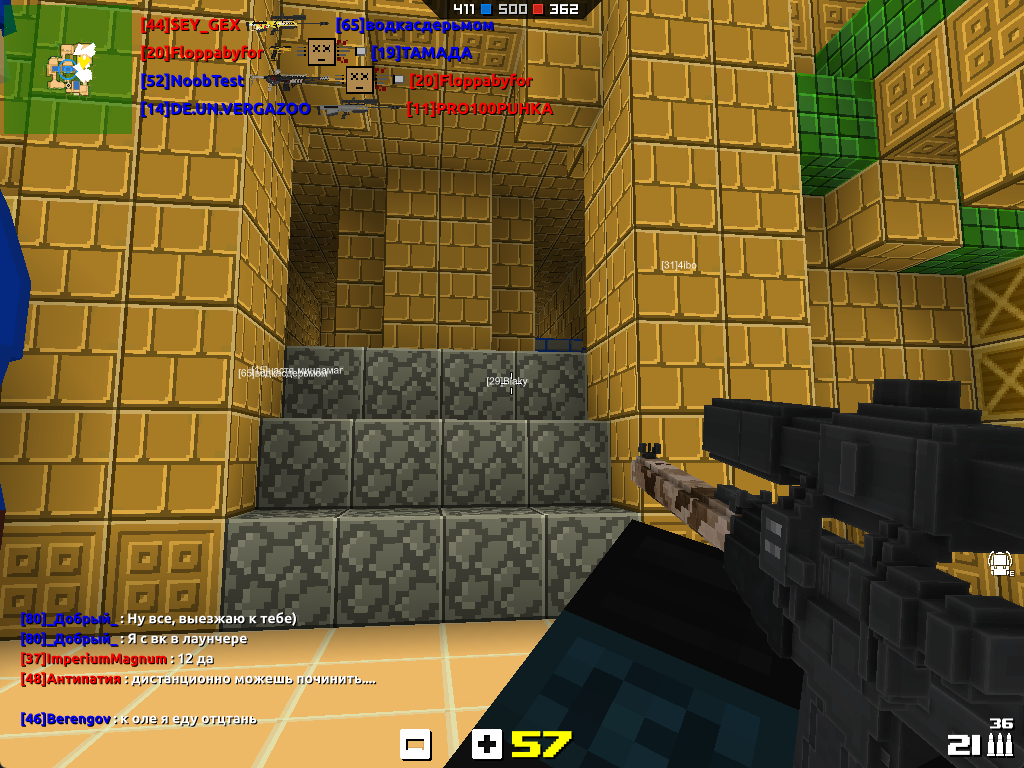 411 500 362
[44]SEY_GEX [65]водкасдерьмом
[20]Floppabyfor [19]ТАМАДА
[52]NoobTest [20]Floppabyfor
[14]DE.UN.VERGAZOO [11]PRO100PUHKA
[31]4ibo
[29]Blaky
[80]_Добрый_ : Ну все, выезжаю к тебе)
[80]_Добрый_ : Я с вк в лаунчере
[37]ImperiumMagnum : 12 да
[48]Антипатия : дистанционно можешь починить....
[46]Berengov : к оле я еду отцтань
57
36
21